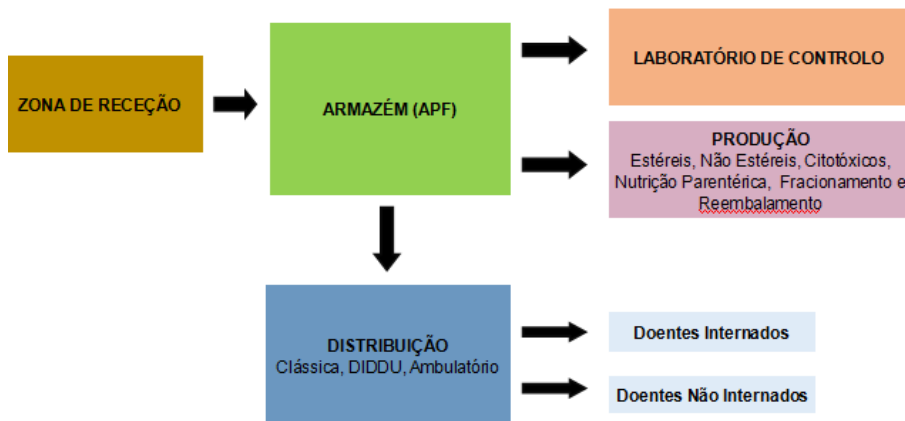 ZONA DE RECEÇÃO
ARMAZÉM (APF)
LABORATÓRIO DE CONTROLO
PRODUÇÃO
Estéreis, Não Estéreis, Citotóxicos,
Nutrição Parentérica, Fracionamento e
Reembalamento
DISTRIBUIÇÃO
Clássica, DIDDU, Ambulatório
Doentes Internados
Doentes Não Internados